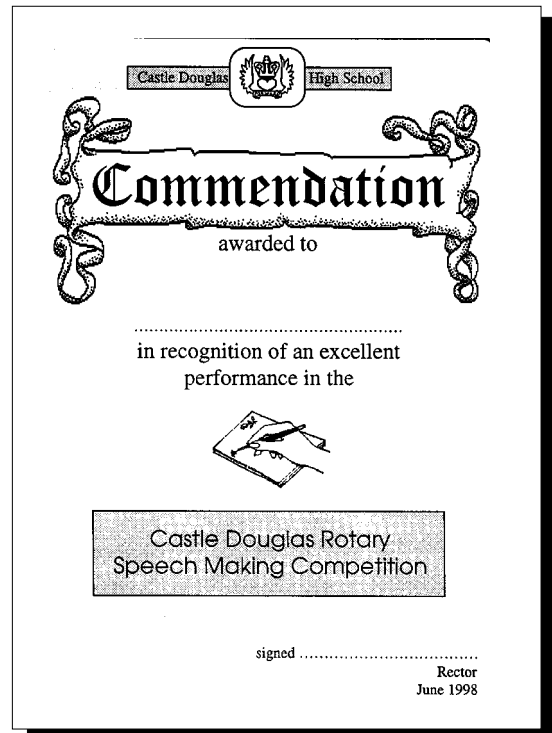 Castle Douglas High School
Commendation
awarded to
..................................................
in recognition of an excellent
performance in the
Castle Douglas Rotary
Speech Making Competition
signed ..................................
Rector
June 1998